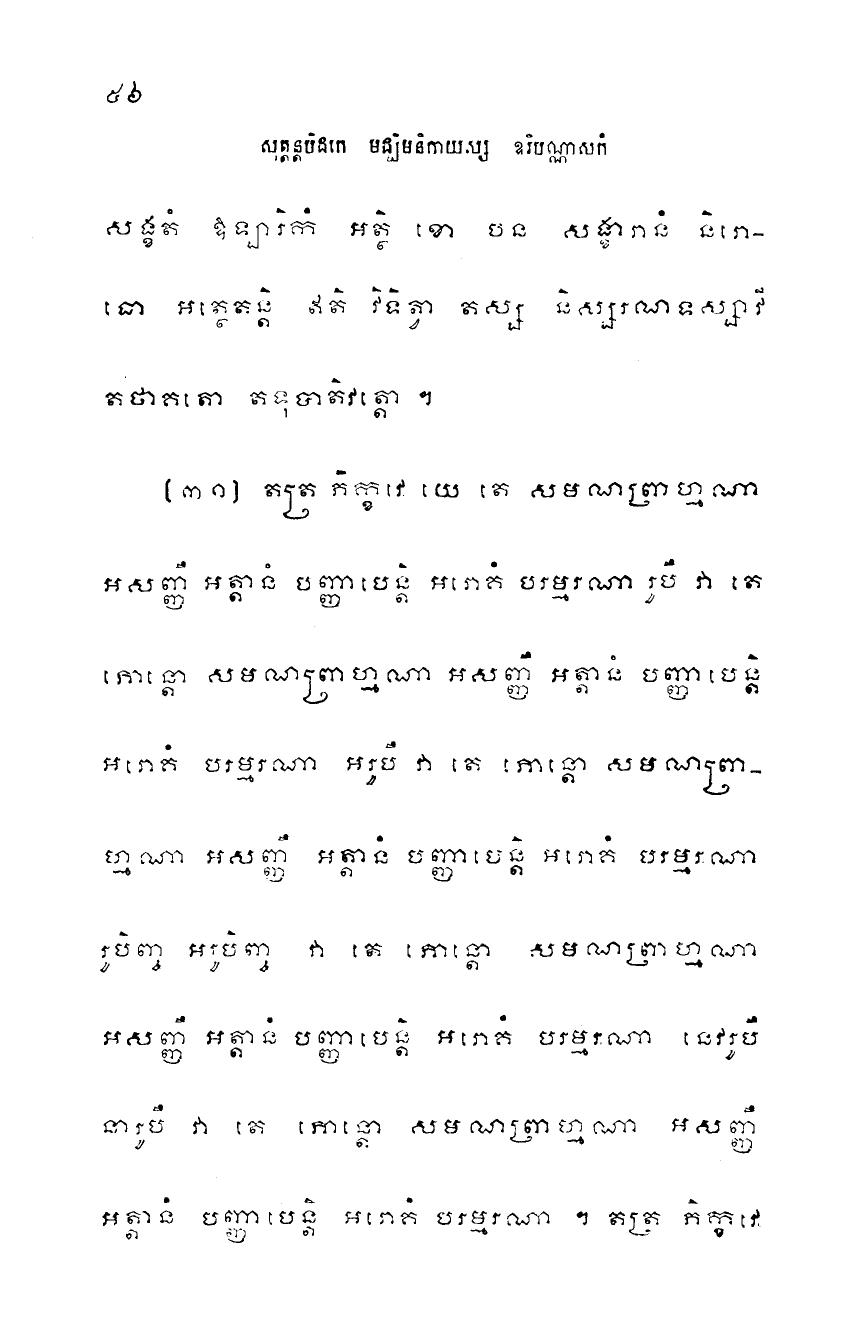 ៥៦
សុត្តន្តបិដកេ មជ្ឈិមនិកាយស្ស ឧបរិបណ្ណាសកំ
សង្ខតំ ឱឡារិកំ អត្ថិ ខោ បន សង្ខារានំ និរោ-
ធោ អត្ថេតន្តិ ឥតិ វិទិត្វា តស្ស និស្សរណទស្សាវី
តថាគតោ តទុបាតិវត្តោ ។
(៣១) តត្រ ភិក្ខវេ យេ តេ សមណព្រាហ្មណា
អសញ្ញឹ អត្តានំ បញ្ញាបេន្តិ អរោគំ បរម្មរណា រូបឹ វា តេ
ភោន្តោ សមណព្រាហ្មណា អសញ្ញឹ អត្តានំ បញ្ញាបេន្តិ
អរោគំ បរម្មរណា អរូបឹ វា តេ ភោន្តោ សមណព្រា-
ហ្មណា អសញ្ញឹ អត្តានំ បញ្ញាបេន្តិ អរោគំ បរម្មរណា
រូបិញ្ច អរូបិញ្ច វា តេ ភោន្តោ សមណព្រាហ្មណា
អសញ្ញឹ អត្តានំ បញ្ញាបេន្តិ អរោគំ បរម្មរណា នេវរូបឹ
នារូបឹ វា តេ ភោន្តោ សមណព្រាហ្មណា អសញ្ញឹ
អត្តានំ បញ្ញាបេន្តិ អរោគំ បរម្មរណា ។ តត្រ ភិក្ខវេ